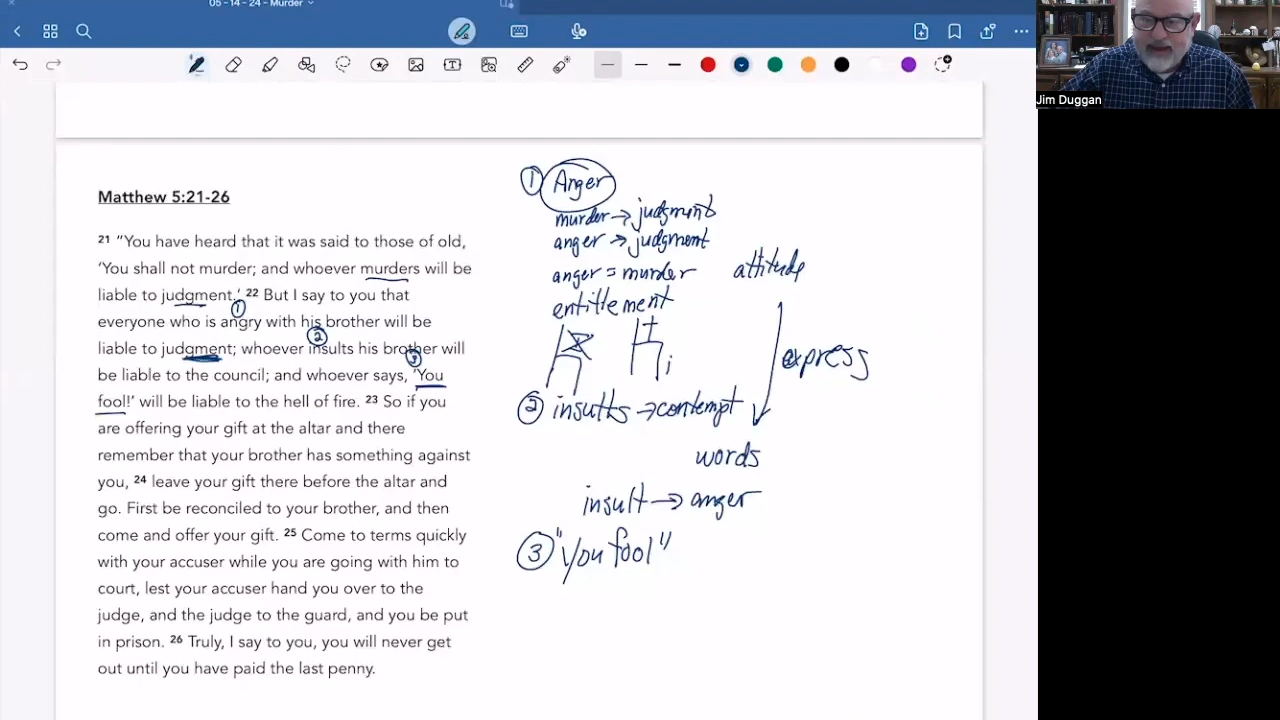 05 - 14 - 24 - Murder
Jim Duggan
Matthew 5:21-26
21 “You have heard that it was said to those of old,
‘You shall not murder; and whoever murders will be
liable to judgment.’ 22 But I say to you that
everyone who is angry with his brother will be
liable to judgment; whoever insults his brother will
be liable to the council; and whoever says, ‘You
fool!’ will be liable to the hell of fire. 23 So if you
are offering your gift at the altar and there
remember that your brother has something against
you, 24 leave your gift there before the altar and
go. First be reconciled to your brother, and then
come and offer your gift. 25 Come to terms quickly
with your accuser while you are going with him to
court, lest your accuser hand you over to the
judge, and the judge to the guard, and you be put
in prison. 26 Truly, I say to you, you will never get
out until you have paid the last penny.
1
2
3
1 Anger
murder → judgment
anger → judgment
anger = murder
attitude
entitlement
express
2 insults → contempt
words
insult → anger
3 "You fool"